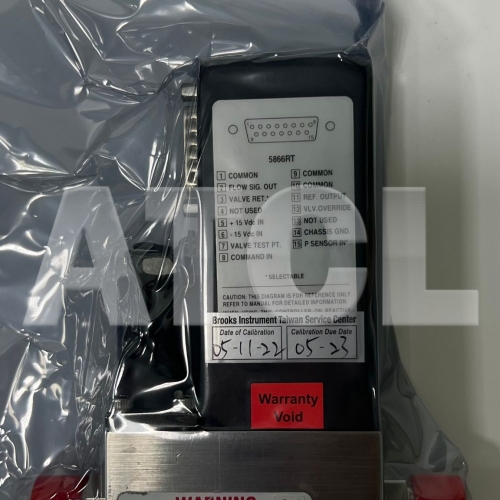 5866RT
1 COMMON
2 FLOW SIG. OUT
3 VALVE RET.*
4 NOT USED
5 + 15 Vdc IN
6 - 15 Vdc IN
7 VALVE TEST PT.
8 COMMAND IN
9 COMMON
10 COMMON
11 REF. OUTPUT
12 VLV.OVERRIDE
13 NOT USED
14 CHASSIS GND.
15 P SENSOR IN*
*SELECTABLE
CAUTION: THIS DIAGRAM IS FOR REFERENCE ONLY
REFER TO MANUAL FOR DETAILED INFORMATION
ATCL
Brooks Instrument Taiwan Service Center
Date of Calibration Calibration Due Date
05-11-22 05-23
Warranty
Void
WARNING